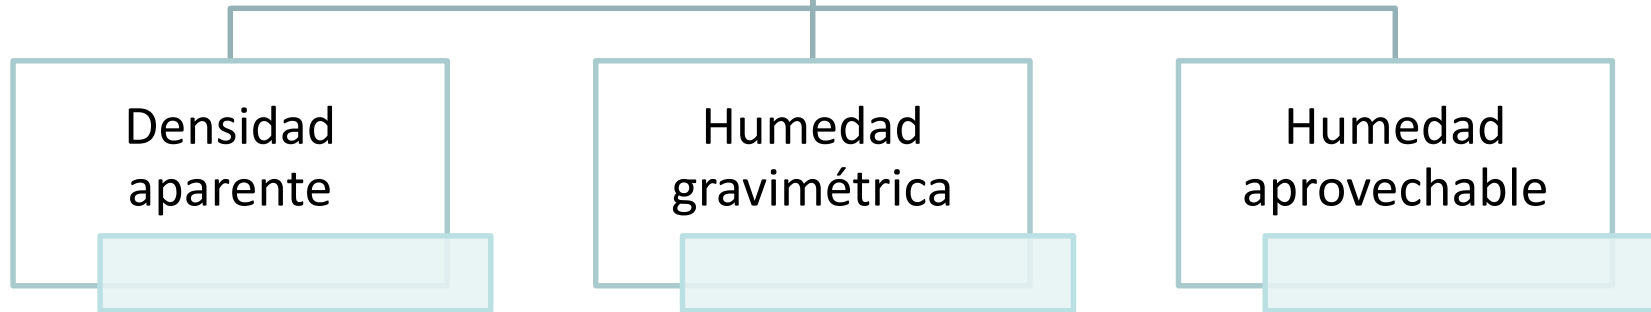 Densidad
aparente
Humedad
gravimétrica
Humedad
aprovechable